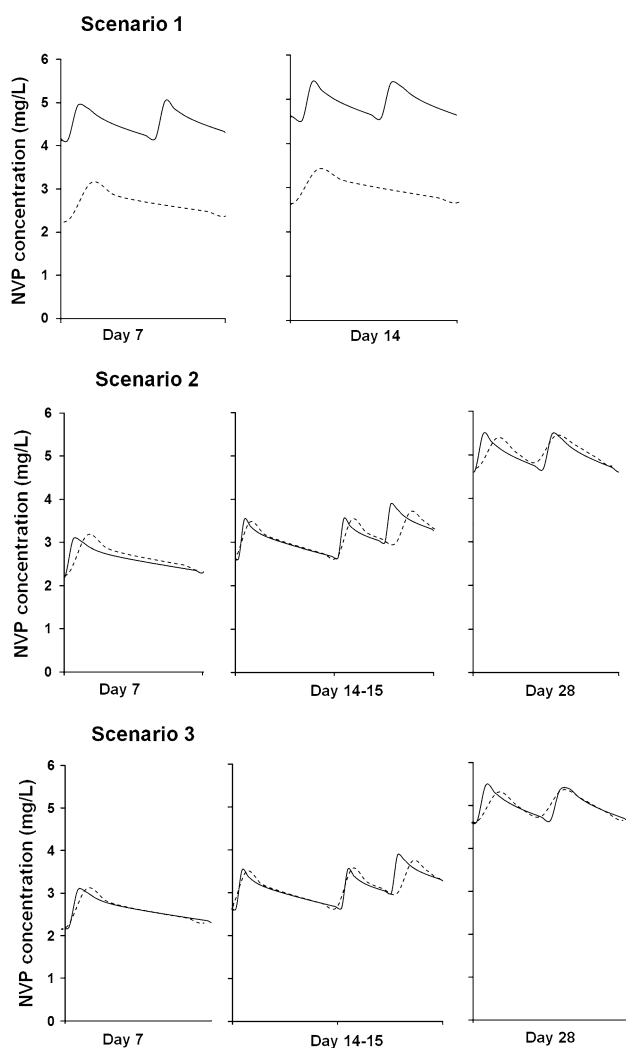 Scenario 1
NVP concentration (mg/L)
6
5
4
3
2
1
0
Day 7
Day 14
Scenario 2
NVP concentration (mg/L)
6
5
4
3
2
1
0
Day 7
Day 14-15
Day 28
Scenario 3
NVP concentration (mg/L)
6
5
4
3
2
1
0
Day 7
Day 14-15
Day 28